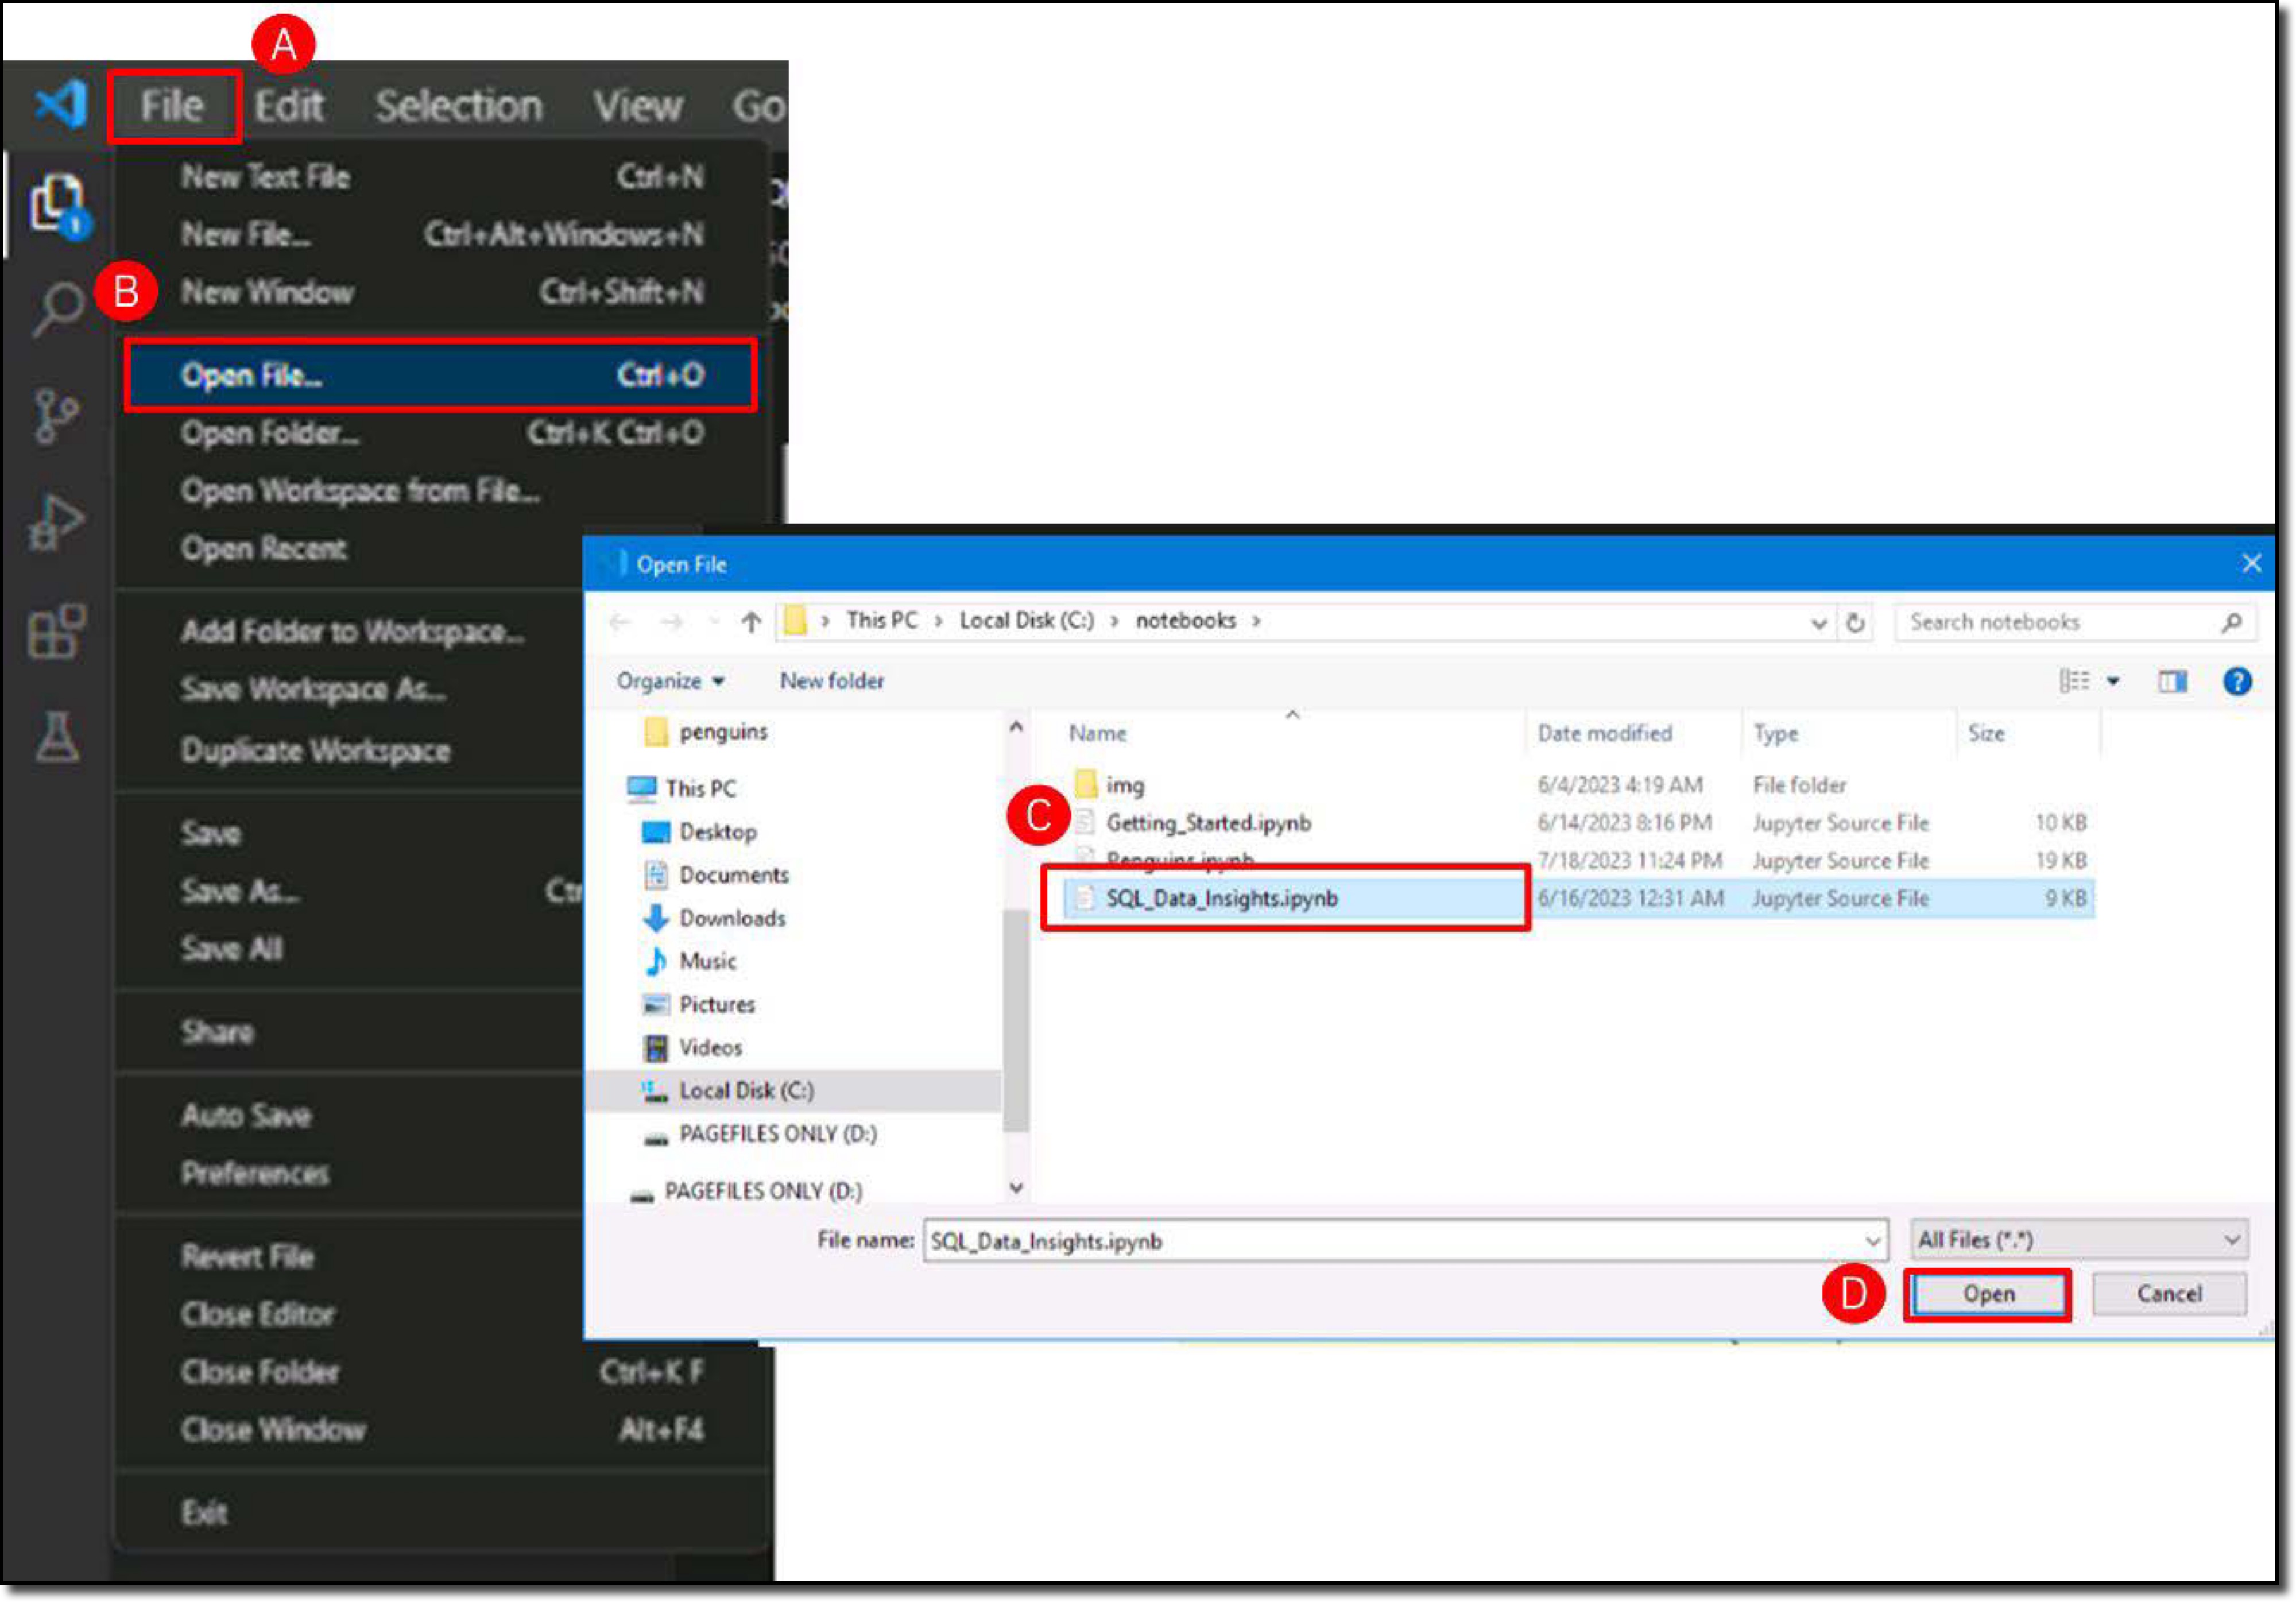 A
File Edit Selection View Go
New Text File Ctrl+N
New File... Ctrl+Alt+Windows+N
B
New Window Ctrl+Shift+N
Open File... Ctrl+O
Open Folder... Ctrl+K Ctrl+O
Open Workspace from File...
Open Recent
Add Folder to Workspace...
Save Workspace As...
Duplicate Workspace
Save
Save As... Ctr
Save All
Share
Auto Save
Preferences
Revert File
Close Editor
Close Folder Ctrl+K F
Close Window Alt+F4
Exit
1
Open File
This PC > Local Disk (C:) > notebooks >
Search notebooks
Organize New folder
?
penguins
This PC
Desktop
Documents
Downloads
Music
Pictures
Videos
Local Disk (C:)
PAGEFILES ONLY (D:)
PAGEFILES ONLY (D:)
Name Date modified Type Size
img 6/4/2023 4:19 AM File folder
C
Getting_Started.ipynb 6/14/2023 8:16 PM Jupyter Source File 10 KB
Penguins.ipynb 7/18/2023 11:24 PM Jupyter Source File 19 KB
SQL_Data_Insights.ipynb 6/16/2023 12:31 AM Jupyter Source File 9 KB
File name: SQL_Data_Insights.ipynb All Files (*.*)
D
Open Cancel